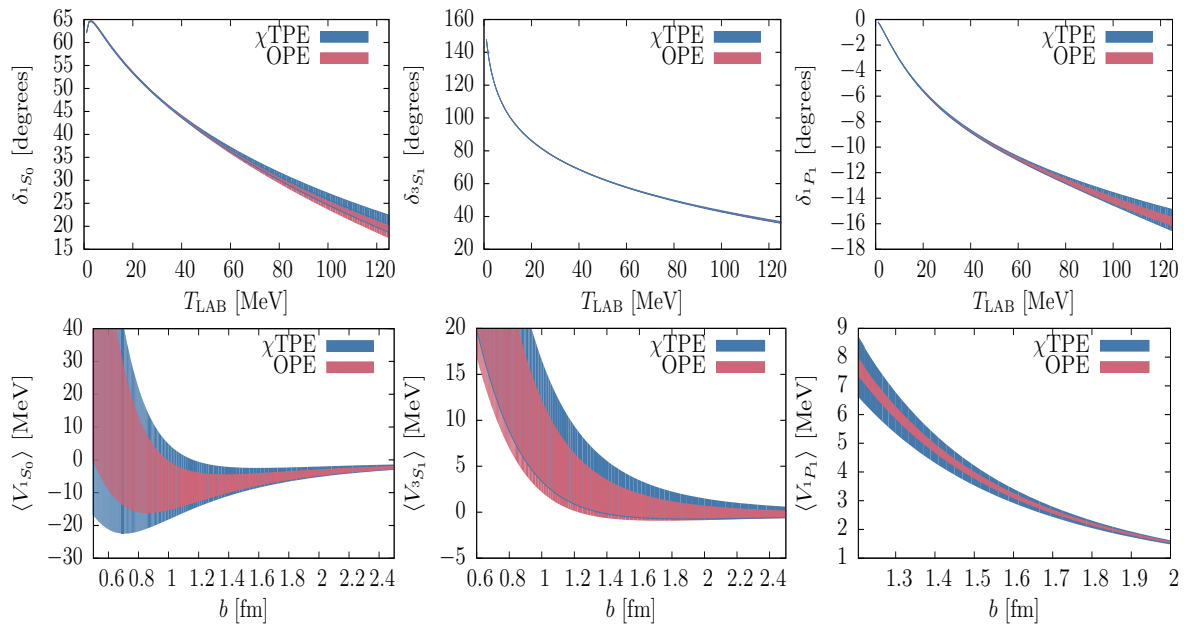 65
60
55
50
45
40
35
30
25
20
15
δ¹S₀ [degrees]
χTPE
OPE
0 20 40 60 80 100 120
T_LAB [MeV]
160
140
120
100
80
60
40
20
δ³S₁ [degrees]
χTPE
OPE
0 20 40 60 80 100 120
T_LAB [MeV]
0
−2
−4
−6
−8
−10
−12
−14
−16
−18
δ¹P₁ [degrees]
χTPE
OPE
0 20 40 60 80 100 120
T_LAB [MeV]
40
30
20
10
0
−10
−20
−30
⟨V¹S₀⟩ [MeV]
χTPE
OPE
0.6 0.8 1 1.2 1.4 1.6 1.8 2 2.2 2.4
b [fm]
20
15
10
5
0
−5
⟨V³S₁⟩ [MeV]
χTPE
OPE
0.6 0.8 1 1.2 1.4 1.6 1.8 2 2.2 2.4
b [fm]
9
8
7
6
5
4
3
2
1
⟨V¹P₁⟩ [MeV]
χTPE
OPE
1.3 1.4 1.5 1.6 1.7 1.8 1.9 2
b [fm]